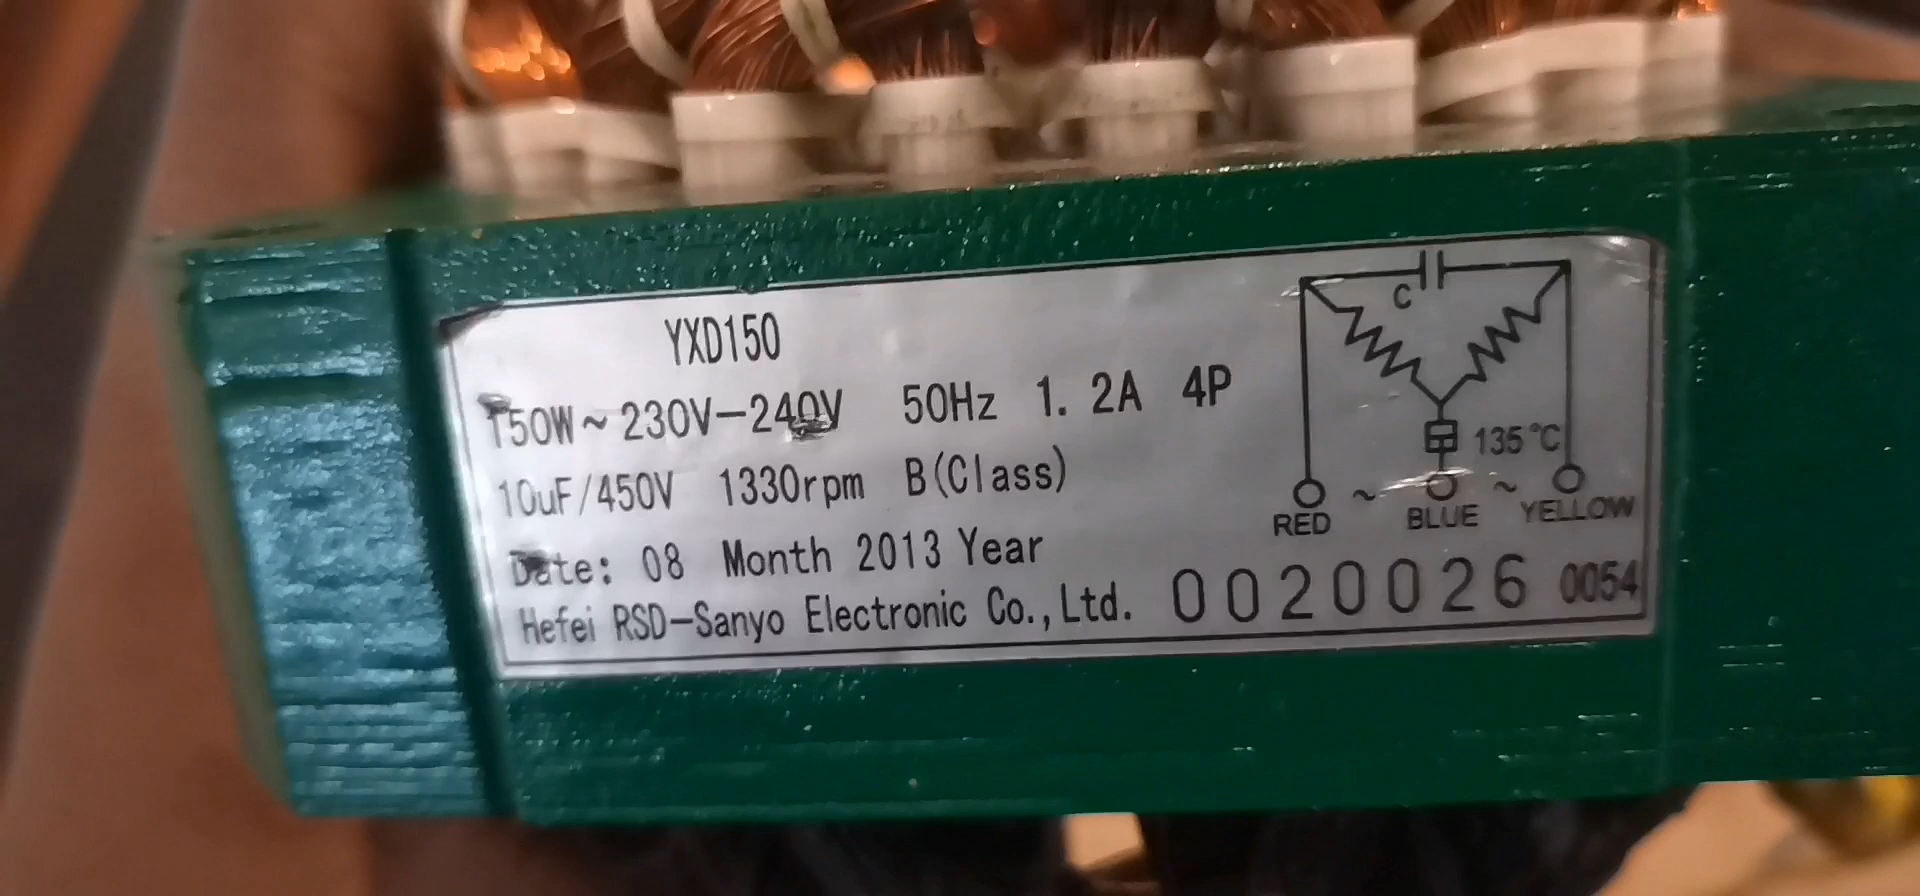 YXD150
150W~230V-240V 50Hz 1.2A 4P
10uF/450V 1330rpm B(Class)
Date: 08 Month 2013 Year
Hefei RSD-Sanyo Electronic Co.,Ltd. 0020026 0054
C
135℃
~ ~
RED BLUE YELLOW